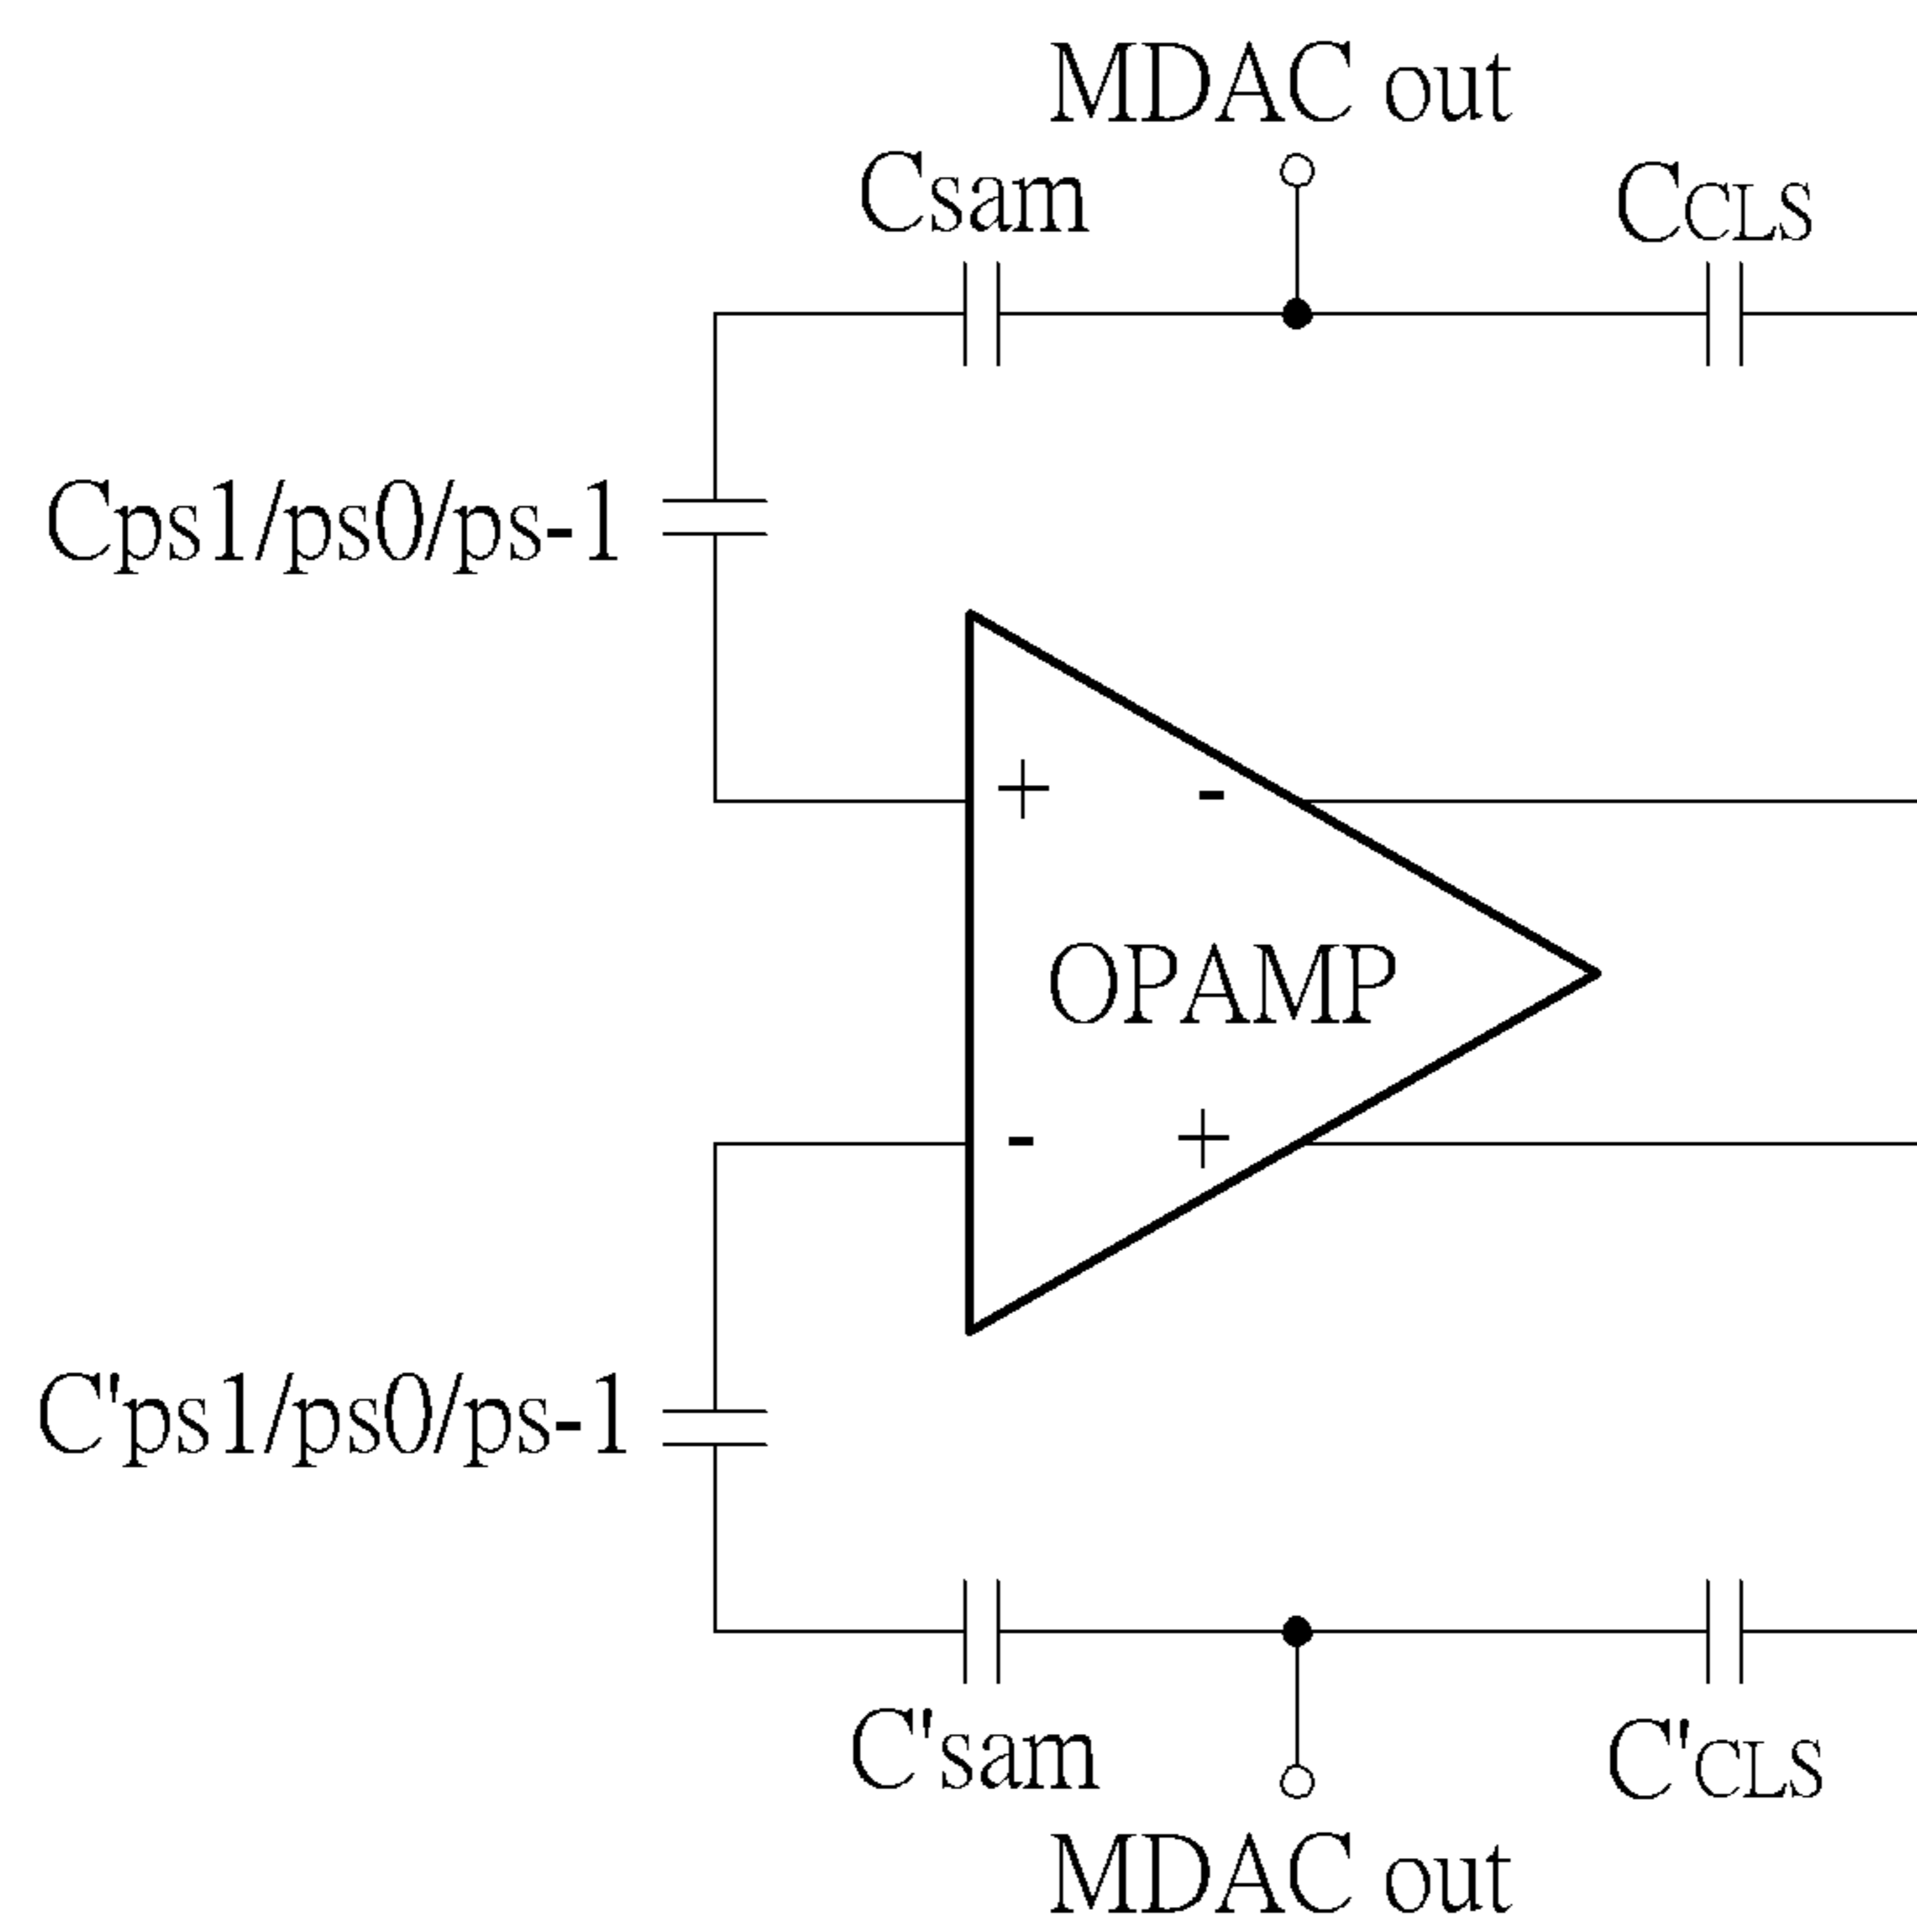 MDAC out
Csam
CCLS
Cps1/ps0/ps-1
+ -
OPAMP
- +
C'ps1/ps0/ps-1
C'sam
C'CLS
MDAC out